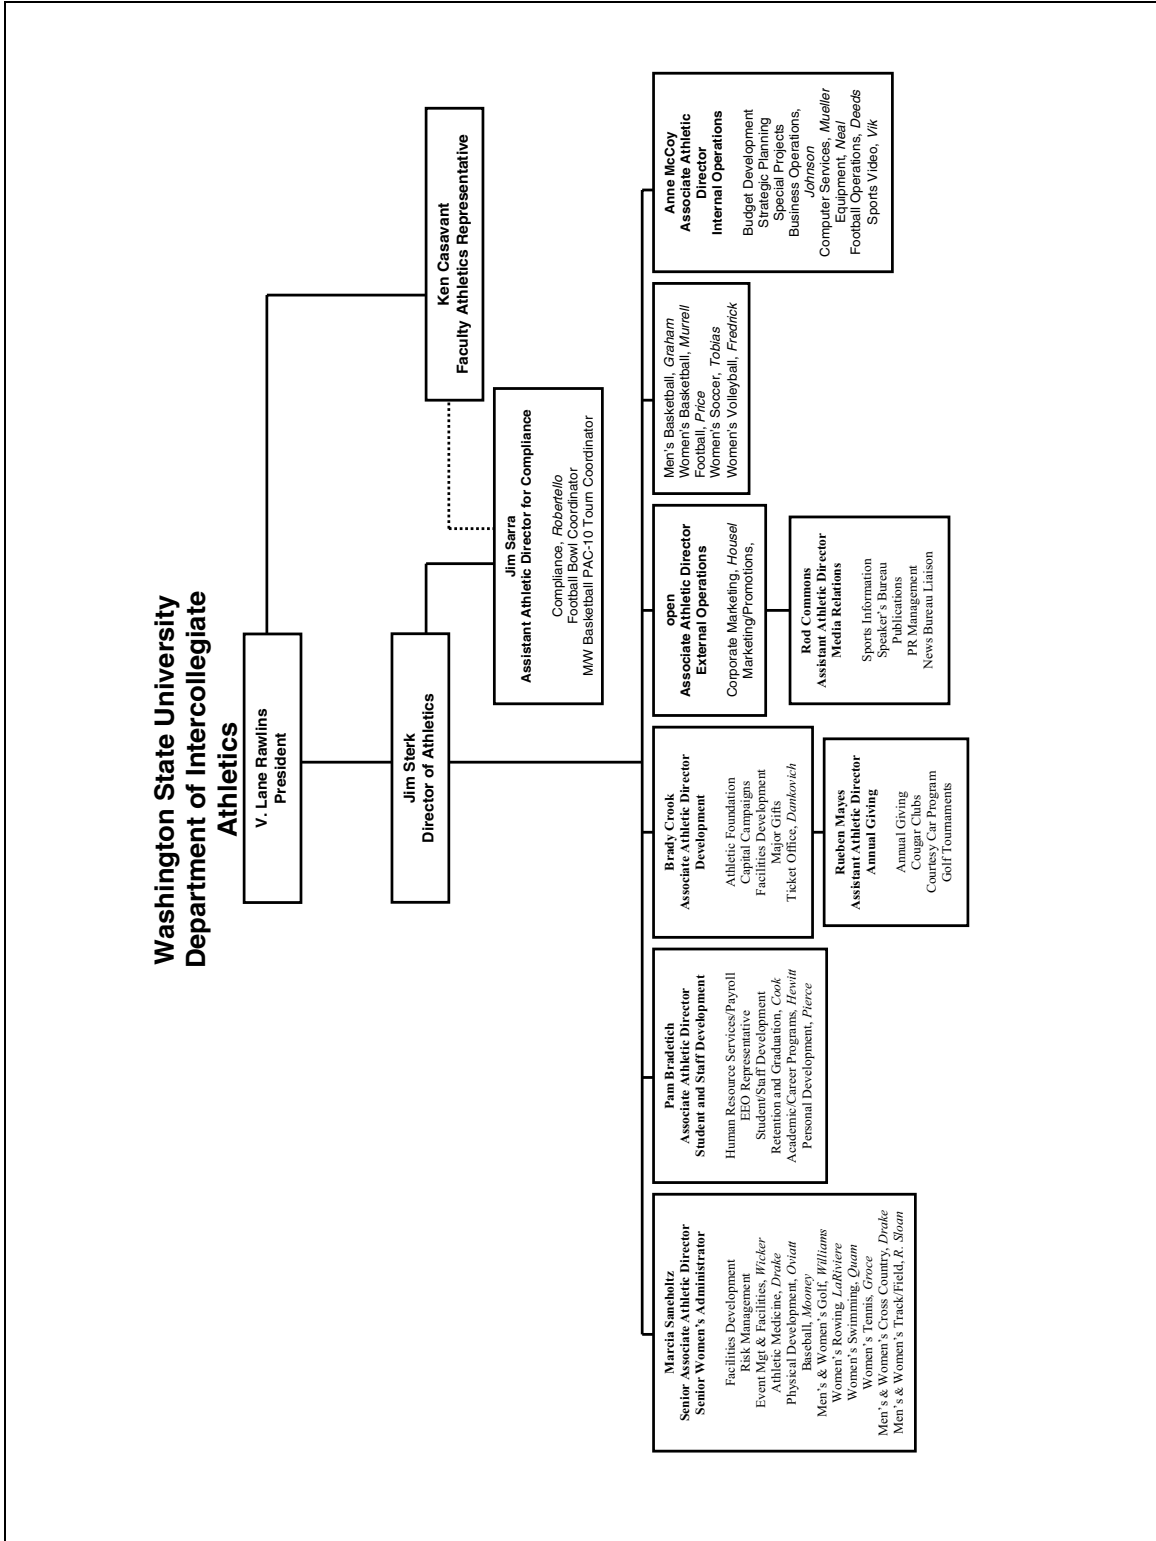 Washington State University
Department of Intercollegiate
Athletics
V. Lane Rawlins
President
Jim Sterk
Director of Athletics
Ken Casavant
Faculty Athletics Representative
Jim Sarra
Assistant Athletic Director for Compliance
Compliance, Robertello
Football Bowl Coordinator
M/W Basketball PAC-10 Tourn Coordinator
Marcia Saneholtz
Senior Associate Athletic Director
Senior Women's Administrator
Facilities Development
Risk Management
Event Mgt & Facilities, Wicker
Athletic Medicine, Drake
Physical Development, Oviatt
Baseball, Mooney
Men's & Women's Golf, Williams
Women's Rowing, LaRiviere
Women's Swimming, Quam
Women's Tennis, Groce
Men's & Women's Cross Country, Drake
Men's & Women's Track/Field, R. Sloan
Pam Bradetich
Associate Athletic Director
Student and Staff Development
Human Resource Services/Payroll
EEO Representative
Student/Staff Development
Retention and Graduation, Cook
Academic/Career Programs, Hewitt
Personal Development, Pierce
Brady Crook
Associate Athletic Director
Development
Athletic Foundation
Capital Campaigns
Facilities Development
Major Gifts
Ticket Office, Dankovich
Rueben Mayes
Assistant Athletic Director
Annual Giving
Annual Giving
Cougar Clubs
Courtesy Car Program
Golf Tournaments
open
Associate Athletic Director
External Operations
Corporate Marketing, Housel
Marketing/Promotions,
Rod Commons
Assistant Athletic Director
Media Relations
Sports Information
Speaker's Bureau
Publications
PR Management
News Bureau Liaison
Men's Basketball, Graham
Women's Basketball, Murrell
Football, Price
Women's Soccer, Tobias
Women's Volleyball, Fredrick
Anne McCoy
Associate Athletic
Director
Internal Operations
Budget Development
Strategic Planning
Special Projects
Business Operations,
Johnson
Computer Services, Mueller
Equipment, Neal
Football Operations, Deeds
Sports Video, Vik